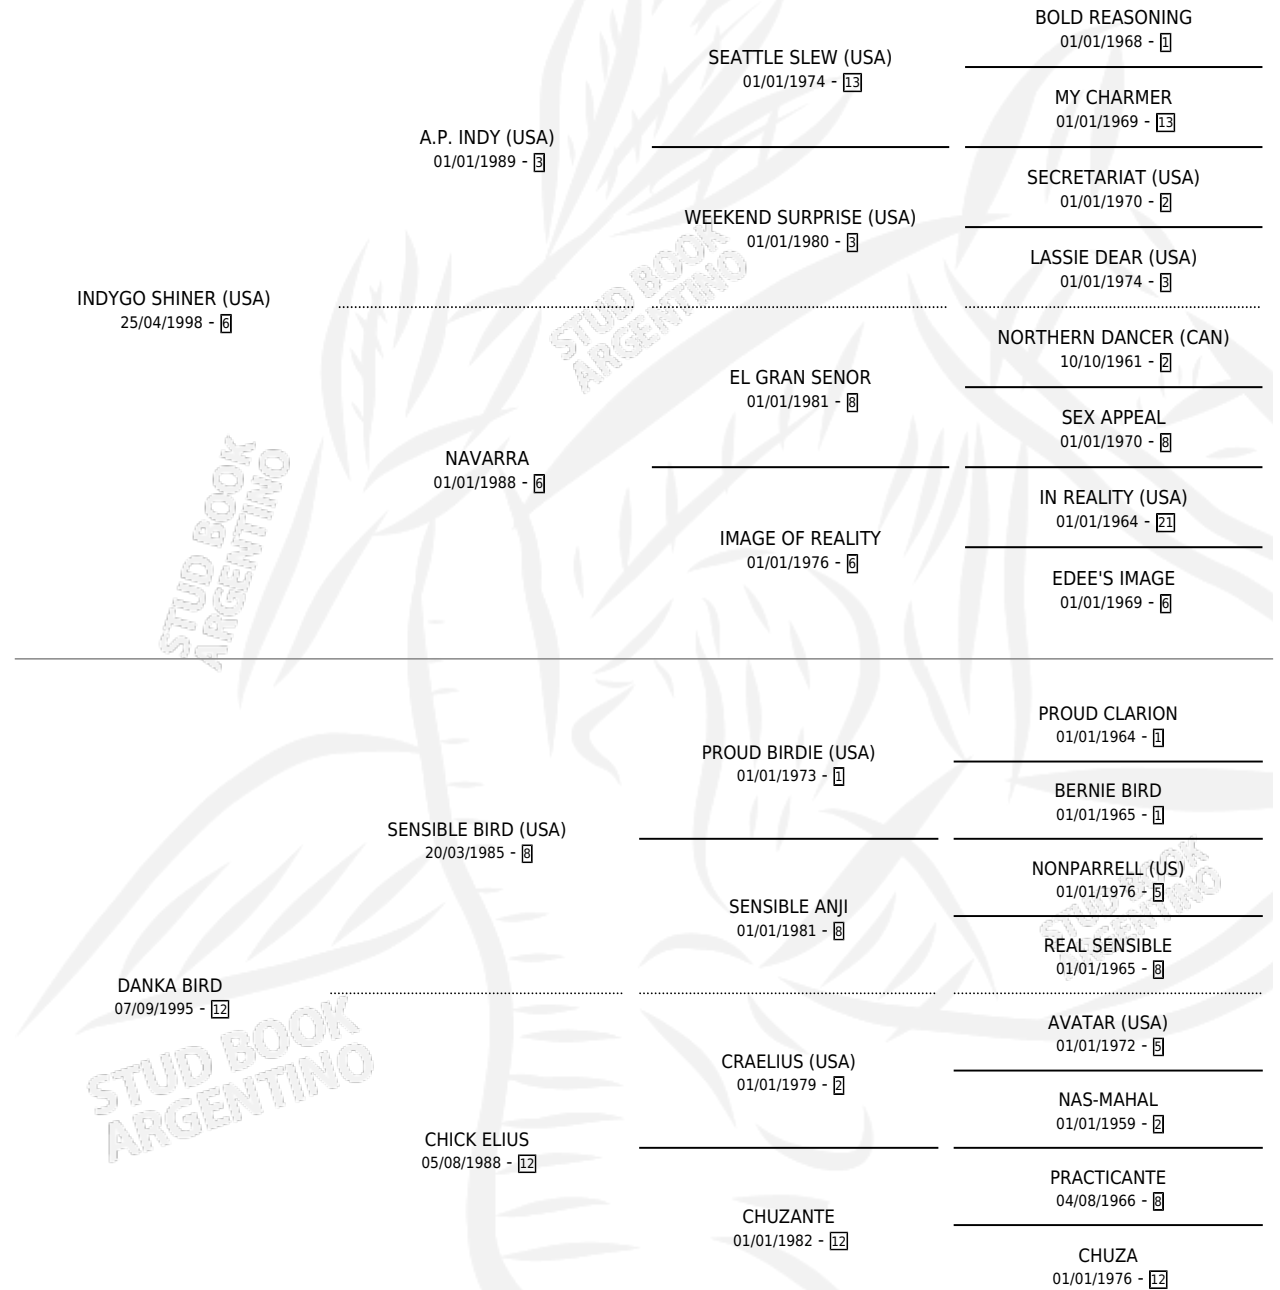 BOLD REASONING
01/01/1968 - 1
SEATTLE SLEW (USA)
01/01/1974 - 13
MY CHARMER
01/01/1969 - 13
A.P. INDY (USA)
01/01/1989 - 3
SECRETARIAT (USA)
01/01/1970 - 2
WEEKEND SURPRISE (USA)
01/01/1980 - 3
LASSIE DEAR (USA)
01/01/1974 - 3
INDYGO SHINER (USA)
25/04/1998 - 6
NORTHERN DANCER (CAN)
10/10/1961 - 2
EL GRAN SENOR
01/01/1981 - 8
SEX APPEAL
01/01/1970 - 8
NAVARRA
01/01/1988 - 6
IN REALITY (USA)
01/01/1964 - 21
IMAGE OF REALITY
01/01/1976 - 6
EDEE'S IMAGE
01/01/1969 - 6
STUD BOOK
ARGENTINO
STUD BOOK
ARGENTINO
PROUD CLARION
01/01/1964 - 1
PROUD BIRDIE (USA)
01/01/1973 - 1
BERNIE BIRD
01/01/1965 - 1
SENSIBLE BIRD (USA)
20/03/1985 - 8
NONPARRELL (US)
01/01/1976 - 5
SENSIBLE ANJI
01/01/1981 - 8
REAL SENSIBLE
01/01/1965 - 8
STUD BOOK
ARGENTINO
DANKA BIRD
07/09/1995 - 12
AVATAR (USA)
01/01/1972 - 5
CRAELIUS (USA)
01/01/1979 - 2
NAS-MAHAL
01/01/1959 - 2
STUD BOOK
ARGENTINO
CHICK ELIUS
05/08/1988 - 12
PRACTICANTE
04/08/1966 - 8
CHUZANTE
01/01/1982 - 12
CHUZA
01/01/1976 - 12